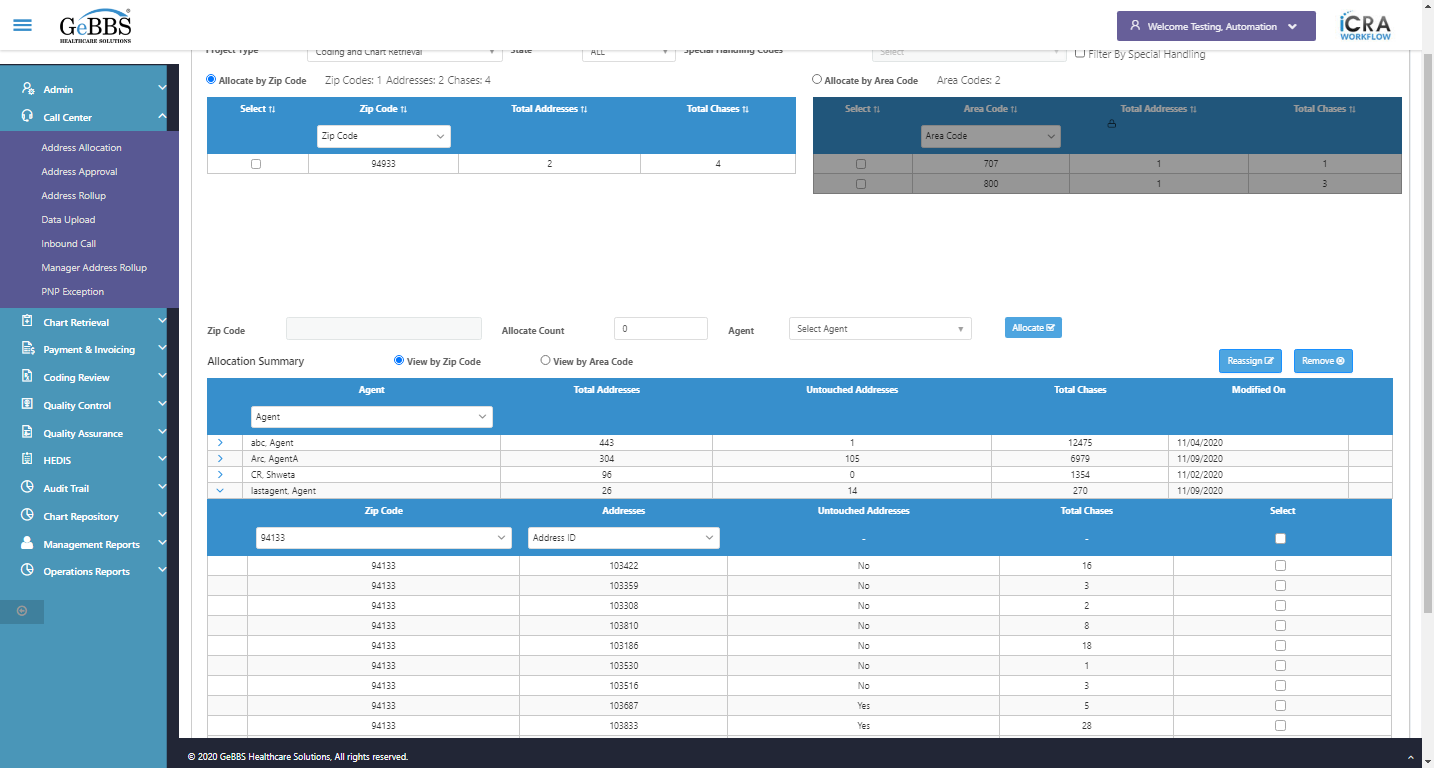 GeBBS
HEALTHCARE SOLUTIONS
Welcome Testing, Automation
iCRA
WORKFLOW
Project Type
Coding and Chart Retrieval
State
ALL
Special Handling Codes
Select
Filter By Special Handling
Admin
Call Center
Address Allocation
Address Approval
Address Rollup
Data Upload
Inbound Call
Manager Address Rollup
PNP Exception
Chart Retrieval
Payment & Invoicing
Coding Review
Quality Control
Quality Assurance
HEDIS
Audit Trail
Chart Repository
Management Reports
Operations Reports
Allocate by Zip Code Zip Codes: 1 Addresses: 2 Chases: 4
Select Zip Code Total Addresses Total Chases
Zip Code
94933 2 4
Allocate by Area Code Area Codes: 2
Select Area Code Total Addresses Total Chases
Area Code
707 1 1
800 1 3
Zip Code Allocate Count 0 Agent Select Agent Allocate
Allocation Summary View by Zip Code View by Area Code Reassign Remove
Agent Total Addresses Untouched Addresses Total Chases Modified On
Agent
abc, Agent 443 1 12475 11/04/2020
Arc, AgentA 304 105 6979 11/09/2020
CR, Shweta 96 0 1354 11/02/2020
lastagent, Agent 26 14 270 11/09/2020
Zip Code Addresses Untouched Addresses Total Chases Select
94133 Address ID - -
94133 103422 No 16
94133 103359 No 3
94133 103308 No 2
94133 103810 No 8
94133 103186 No 18
94133 103530 No 1
94133 103516 No 3
94133 103687 Yes 5
94133 103833 Yes 28
© 2020 GeBBS Healthcare Solutions, All rights reserved.